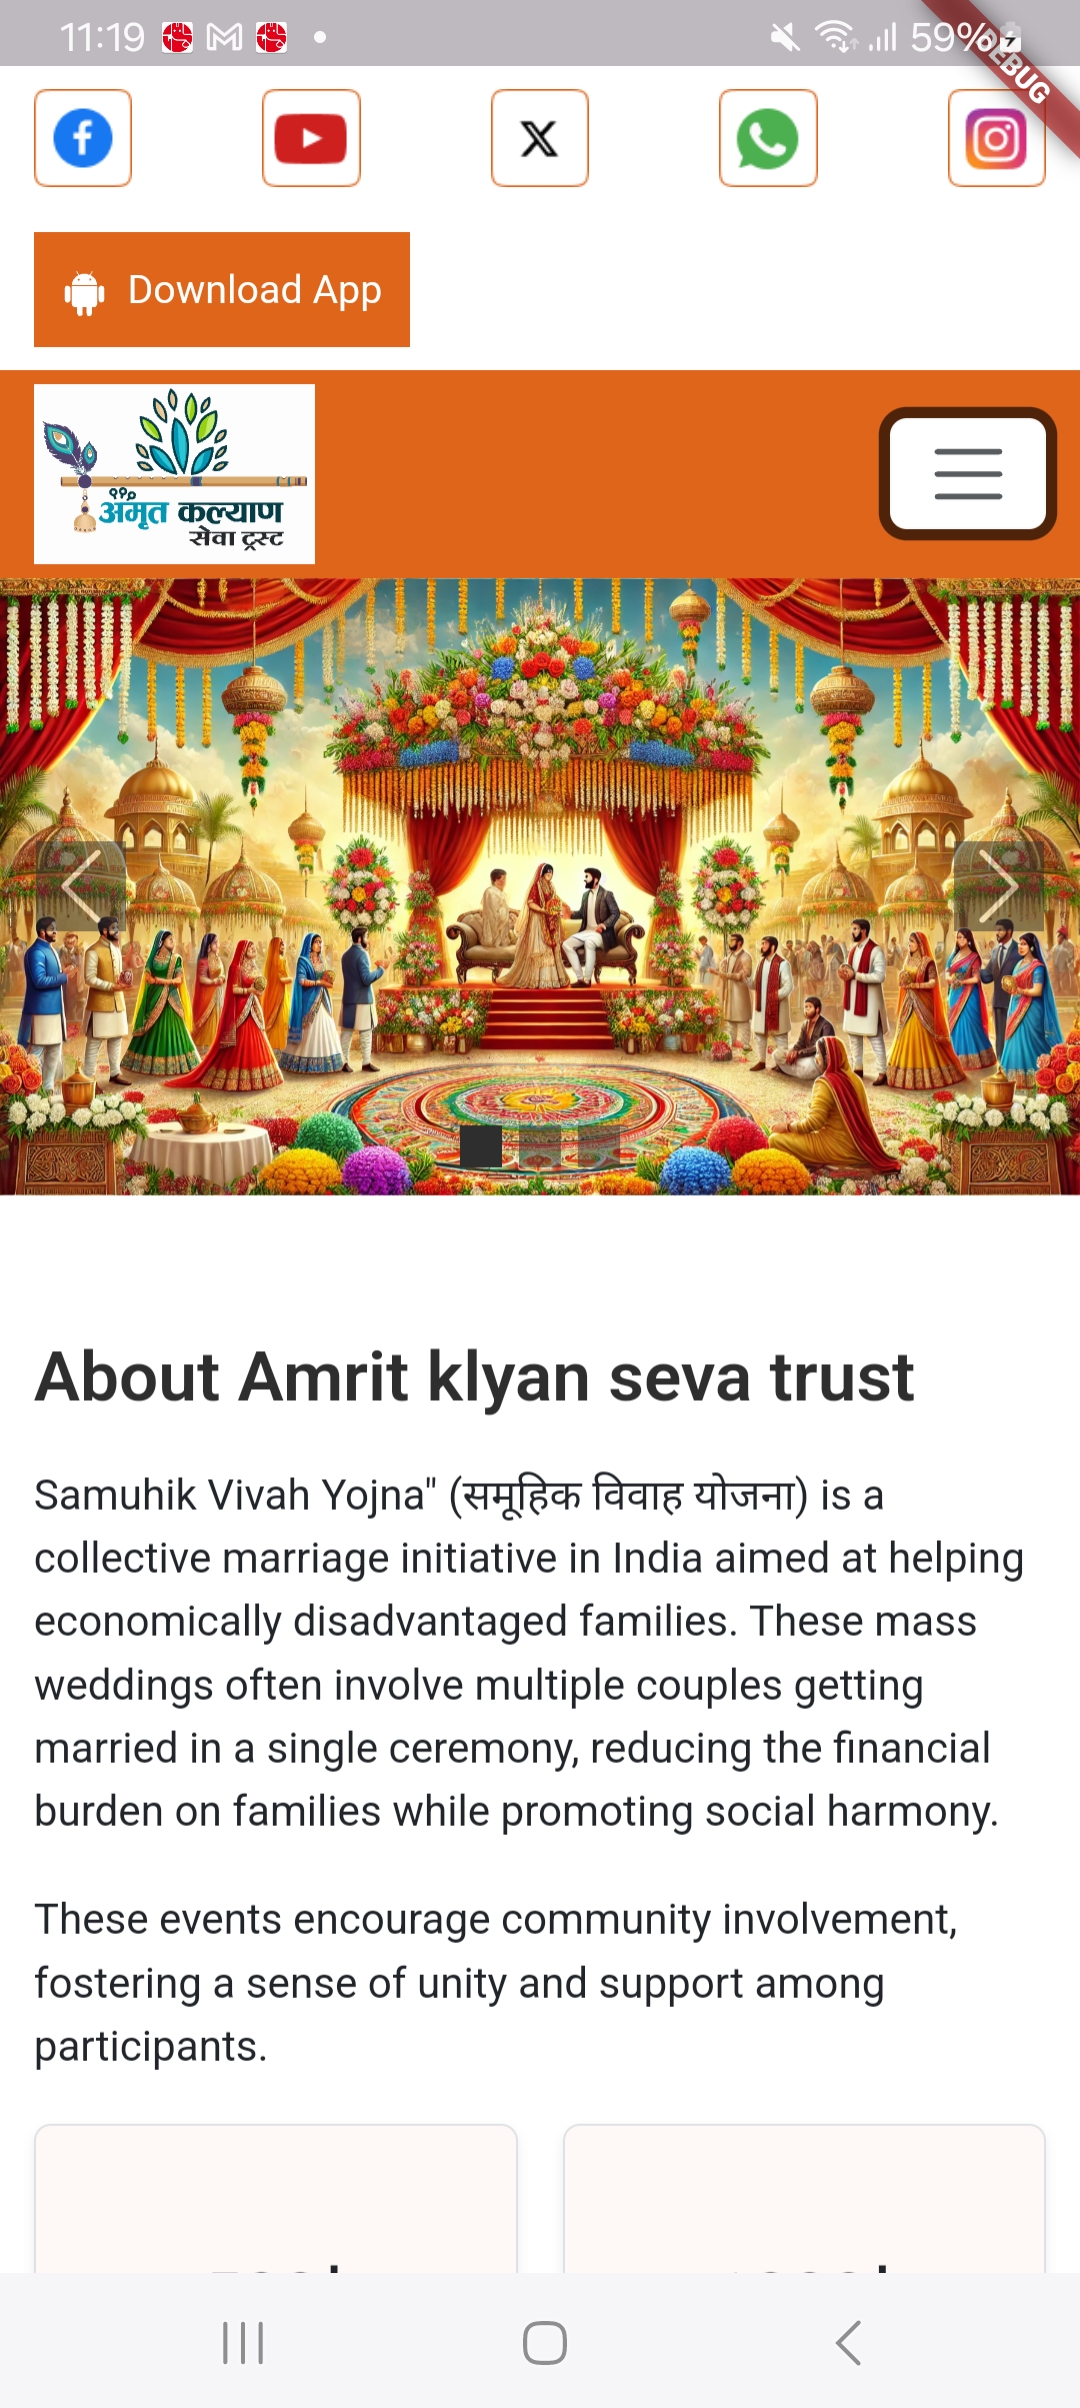 11:19
59%
DEBUG
Download App
११०
अमृत कल्याण
सेवा ट्रस्ट
About Amrit klyan seva trust
Samuhik Vivah Yojna" (समूहिक विवाह योजना) is a
collective marriage initiative in India aimed at helping
economically disadvantaged families. These mass
weddings often involve multiple couples getting
married in a single ceremony, reducing the financial
burden on families while promoting social harmony.
These events encourage community involvement,
fostering a sense of unity and support among
participants.